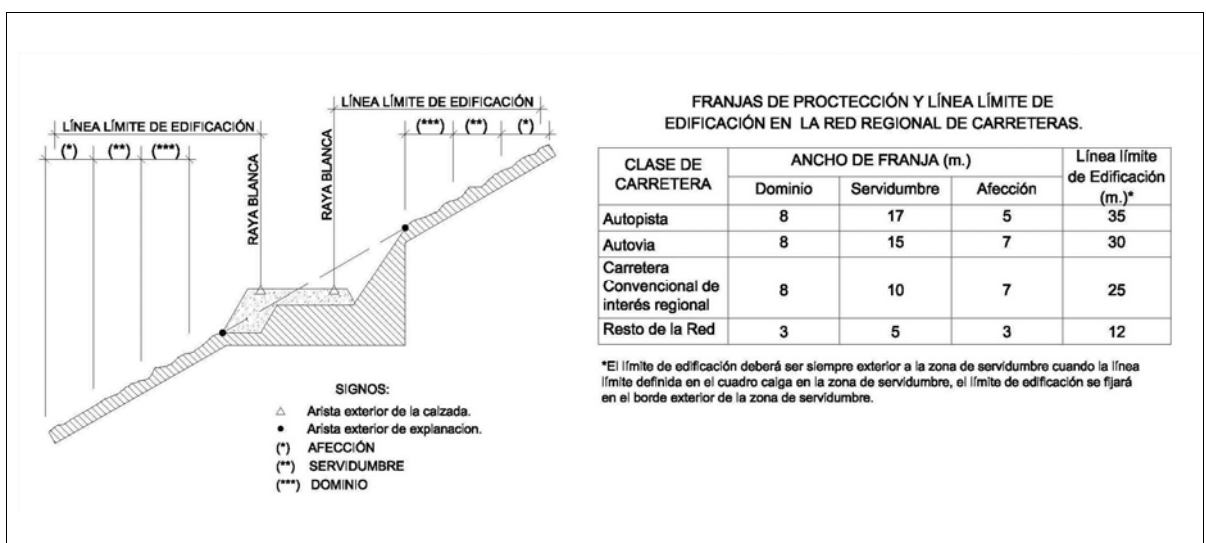 LÍNEA LÍMITE DE EDIFICACIÓN
(***) (**) (*)
LÍNEA LÍMITE DE EDIFICACIÓN
(*) (**) (***)
RAYA BLANCA
RAYA BLANCA
SIGNOS:
△ Arista exterior de la calzada.
● Arista exterior de explanacion.
(*) AFECCIÓN
(**) SERVIDUMBRE
(***) DOMINIO
FRANJAS DE PROCTECCIÓN Y LÍNEA LÍMITE DE
EDIFICACIÓN EN LA RED REGIONAL DE CARRETERAS.
CLASE DE
CARRETERA
ANCHO DE FRANJA (m.)
Línea límite
de Edificación
(m.)*
Dominio Servidumbre Afección
Autopista 8 17 5 35
Autovia 8 15 7 30
Carretera
Convencional de
interés regional
8 10 7 25
Resto de la Red 3 5 3 12
*El límite de edificación deberá ser siempre exterior a la zona de servidumbre cuando la línea
límite definida en el cuadro caiga en la zona de servidumbre, el límite de edificación se fijará
en el borde exterior de la zona de servidumbre.